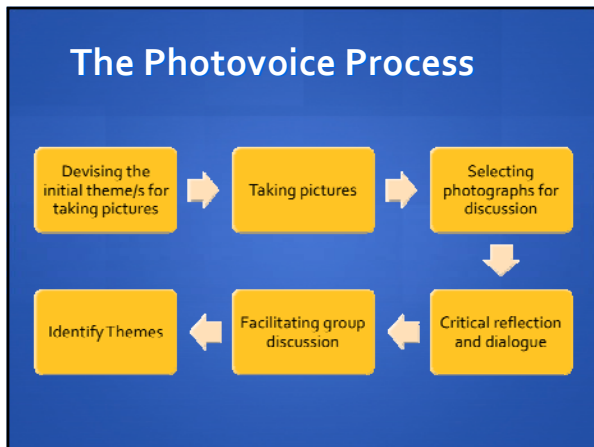 The Photovoice Process
Devising the
initial theme/s for
taking pictures
Taking pictures
Selecting
photographs for
discussion
Critical reflection
and dialogue
Facilitating group
discussion
Identify Themes